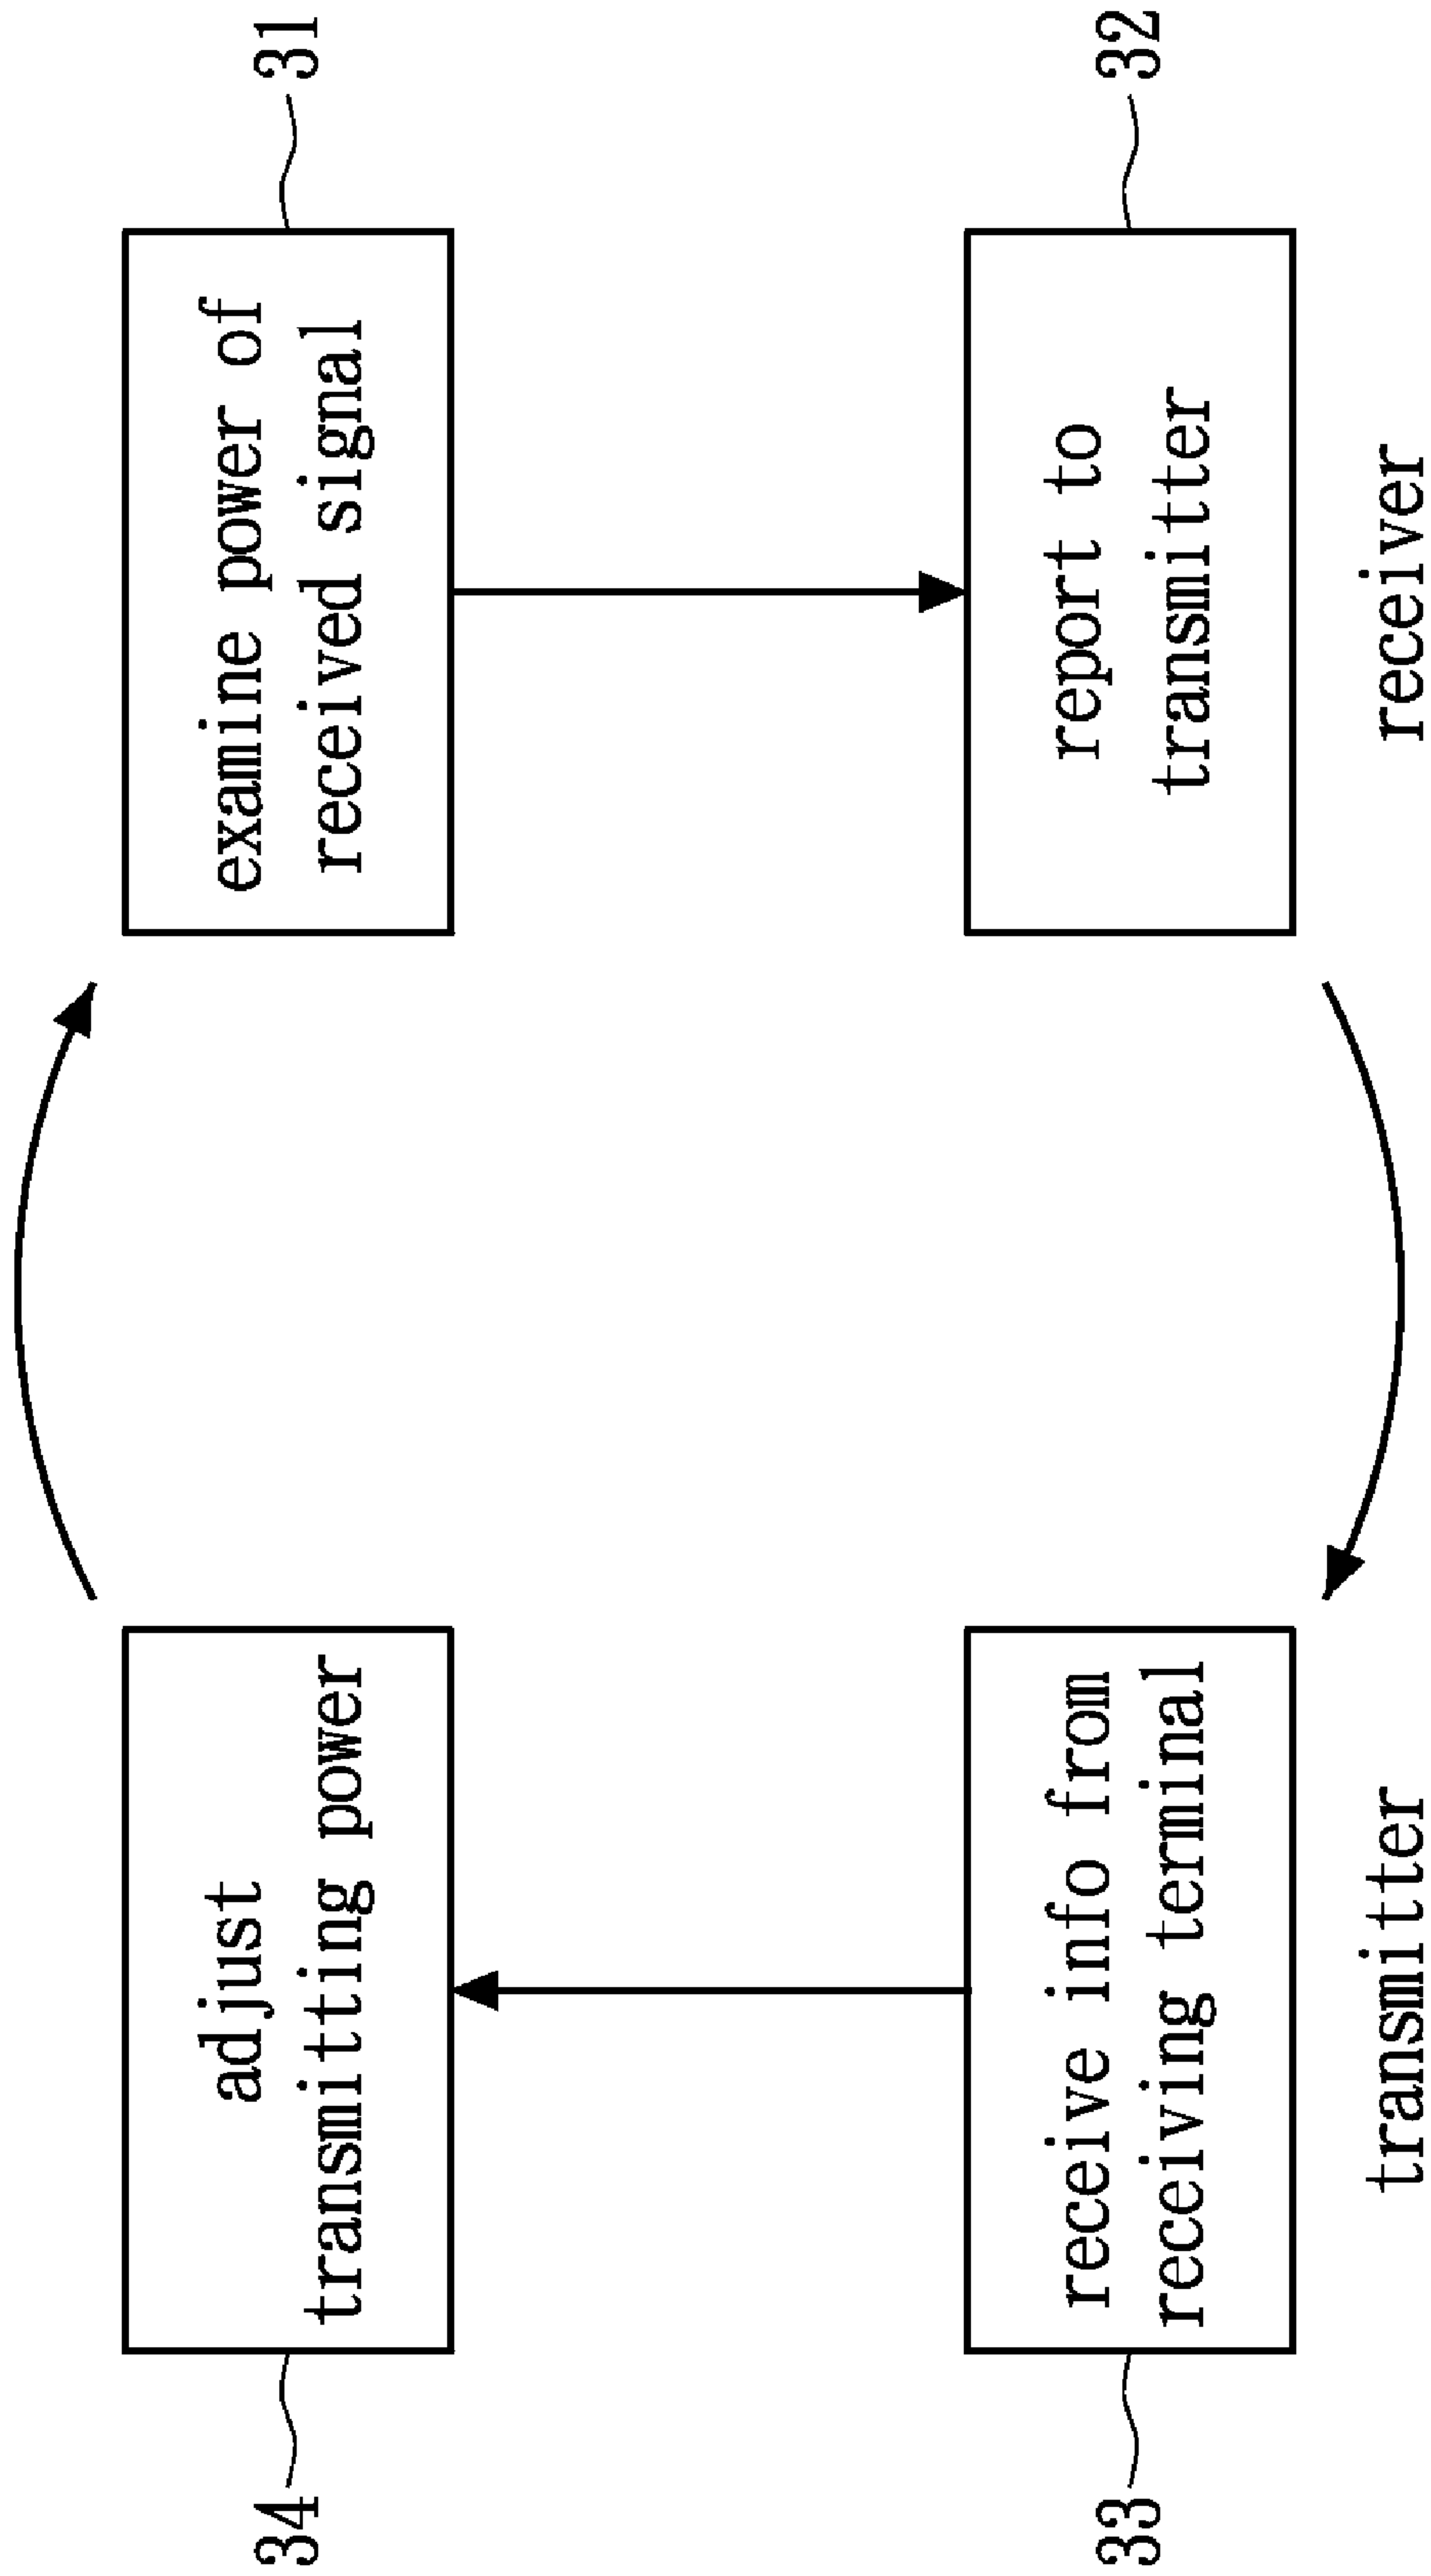 34
adjust
transmitting power
examine power of
received signal
31
33
receive info from
receiving terminal
report to
transmitter
32
transmitter
receiver